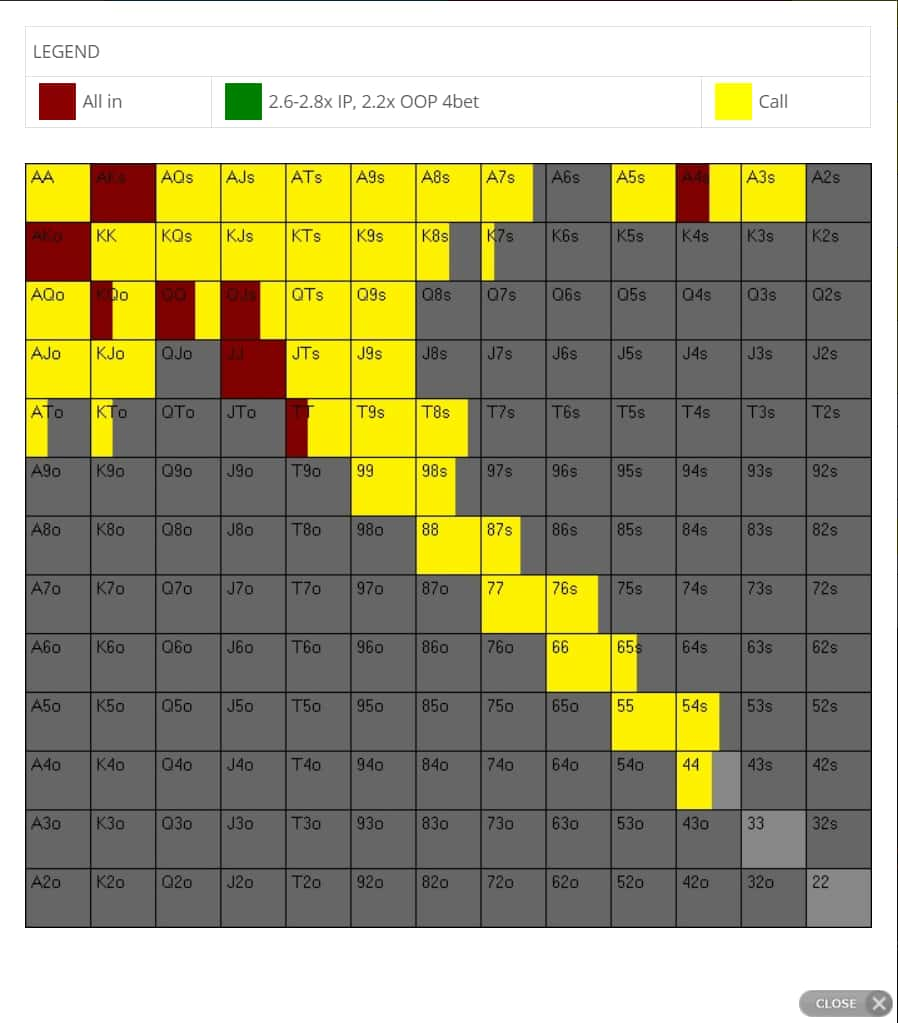 LEGEND
All in 2.6-2.8x IP, 2.2x OOP 4bet Call
AA AKs AQs AJs ATs A9s A8s A7s A6s A5s A4s A3s A2s
AKo KK KQs KJs KTs K9s K8s K7s K6s K5s K4s K3s K2s
AQo KQo QQ QJs QTs Q9s Q8s Q7s Q6s Q5s Q4s Q3s Q2s
AJo KJo QJo JJ JTs J9s J8s J7s J6s J5s J4s J3s J2s
ATo KTo QTo JTo TT T9s T8s T7s T6s T5s T4s T3s T2s
A9o K9o Q9o J9o T9o 99 98s 97s 96s 95s 94s 93s 92s
A8o K8o Q8o J8o T8o 98o 88 87s 86s 85s 84s 83s 82s
A7o K7o Q7o J7o T7o 97o 87o 77 76s 75s 74s 73s 72s
A6o K6o Q6o J6o T6o 96o 86o 76o 66 65s 64s 63s 62s
A5o K5o Q5o J5o T5o 95o 85o 75o 65o 55 54s 53s 52s
A4o K4o Q4o J4o T4o 94o 84o 74o 64o 54o 44 43s 42s
A3o K3o Q3o J3o T3o 93o 83o 73o 63o 53o 43o 33 32s
A2o K2o Q2o J2o T2o 92o 82o 72o 62o 52o 42o 32o 22
CLOSE